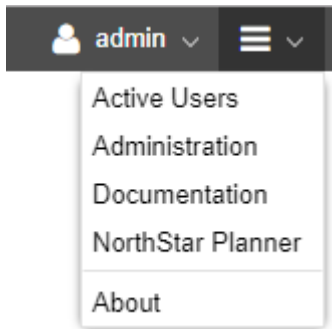 admin
Active Users
Administration
Documentation
NorthStar Planner
About